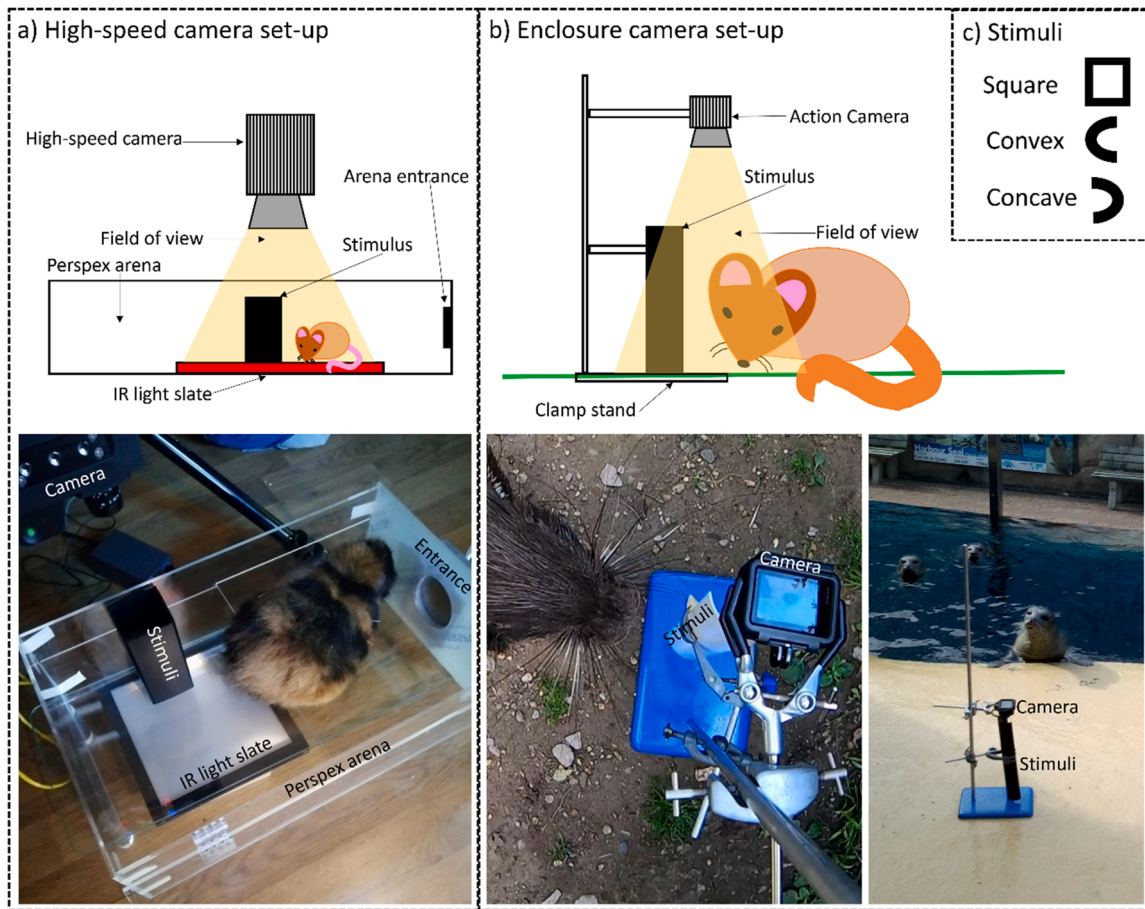 a) High-speed camera set-up
High-speed camera
Arena entrance
Field of view
Stimulus
Perspex arena
IR light slate
Camera
Entrance
Stimuli
IR light slate
Perspex arena
b) Enclosure camera set-up
Action Camera
Stimulus
Field of view
Clamp stand
Camera
Stimuli
Harbour Seal
Camera
Stimuli
c) Stimuli
Square
Convex
Concave